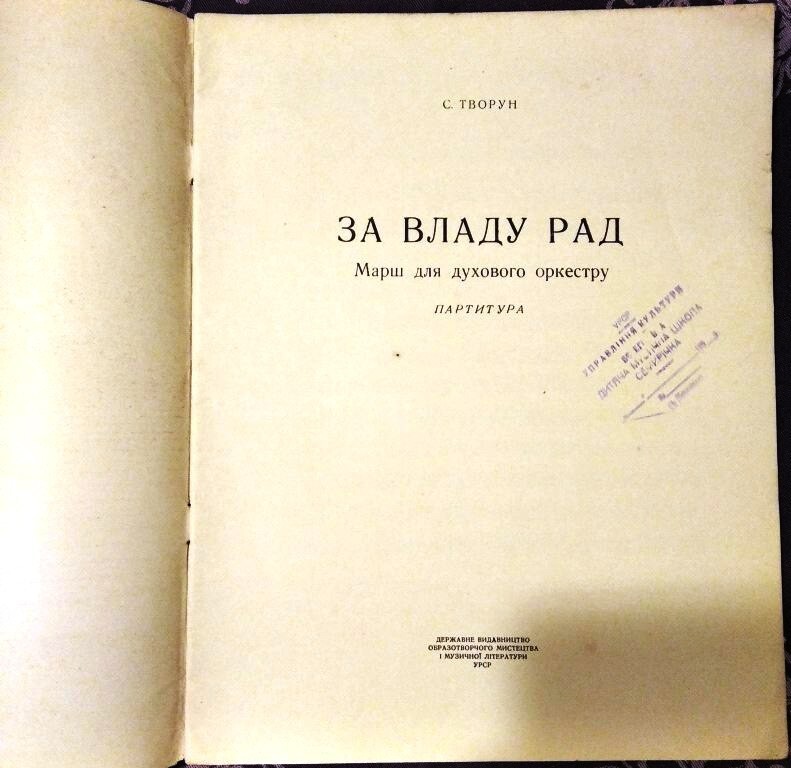 С. ТВОРУН
ЗА ВЛАДУ РАД
Марш для духового оркестру
ПАРТИТУРА
УРСР
УПРАВЛІННЯ КУЛЬТУРИ
ДИТЯЧА МУЗИЧНА ШКОЛА
СЕМИРІЧНА
ДЕРЖАВНЕ ВИДАВНИЦТВО
ОБРАЗОТВОРЧОГО МИСТЕЦТВА
І МУЗИЧНОЇ ЛІТЕРАТУРИ
УРСР